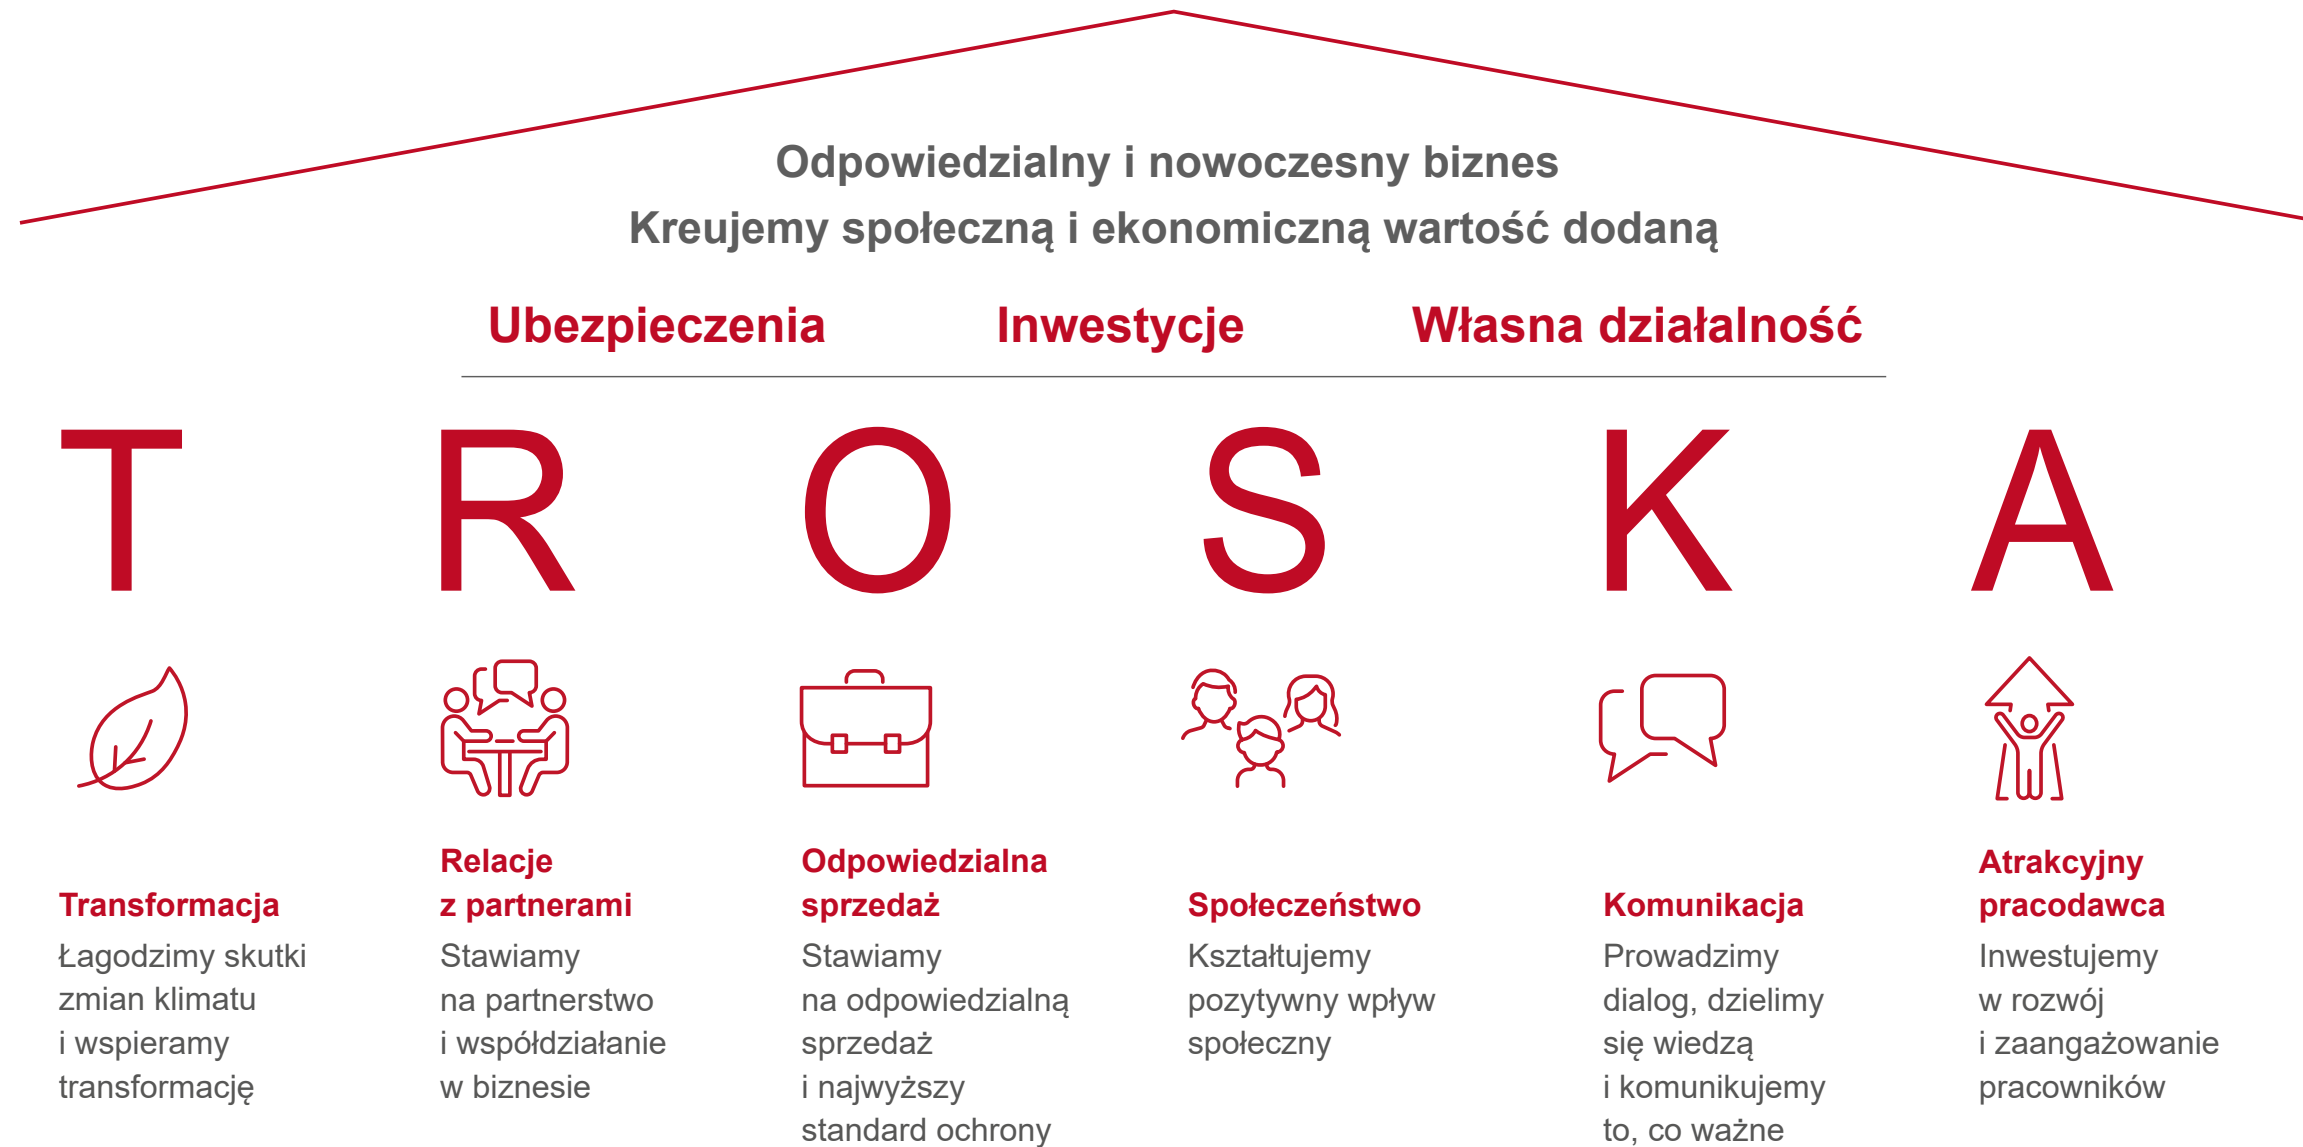 Odpowiedzialny i nowoczesny biznes
Kreujemy społeczną i ekonomiczną wartość dodaną
Ubezpieczenia Inwestycje Własna działalność
T R O S K A
Transformacja
Łagodzimy skutki
zmian klimatu
i wspieramy
transformację
Relacje
z partnerami
Stawiamy
na partnerstwo
i współdziałanie
w biznesie
Odpowiedzialna
sprzedaż
Stawiamy
na odpowiedzialną
sprzedaż
i najwyższy
standard ochrony
Społeczeństwo
Kształtujemy
pozytywny wpływ
społeczny
Komunikacja
Prowadzimy
dialog, dzielimy
się wiedzą
i komunikujemy
to, co ważne
Atrakcyjny
pracodawca
Inwestujemy
w rozwój
i zaangażowanie
pracowników